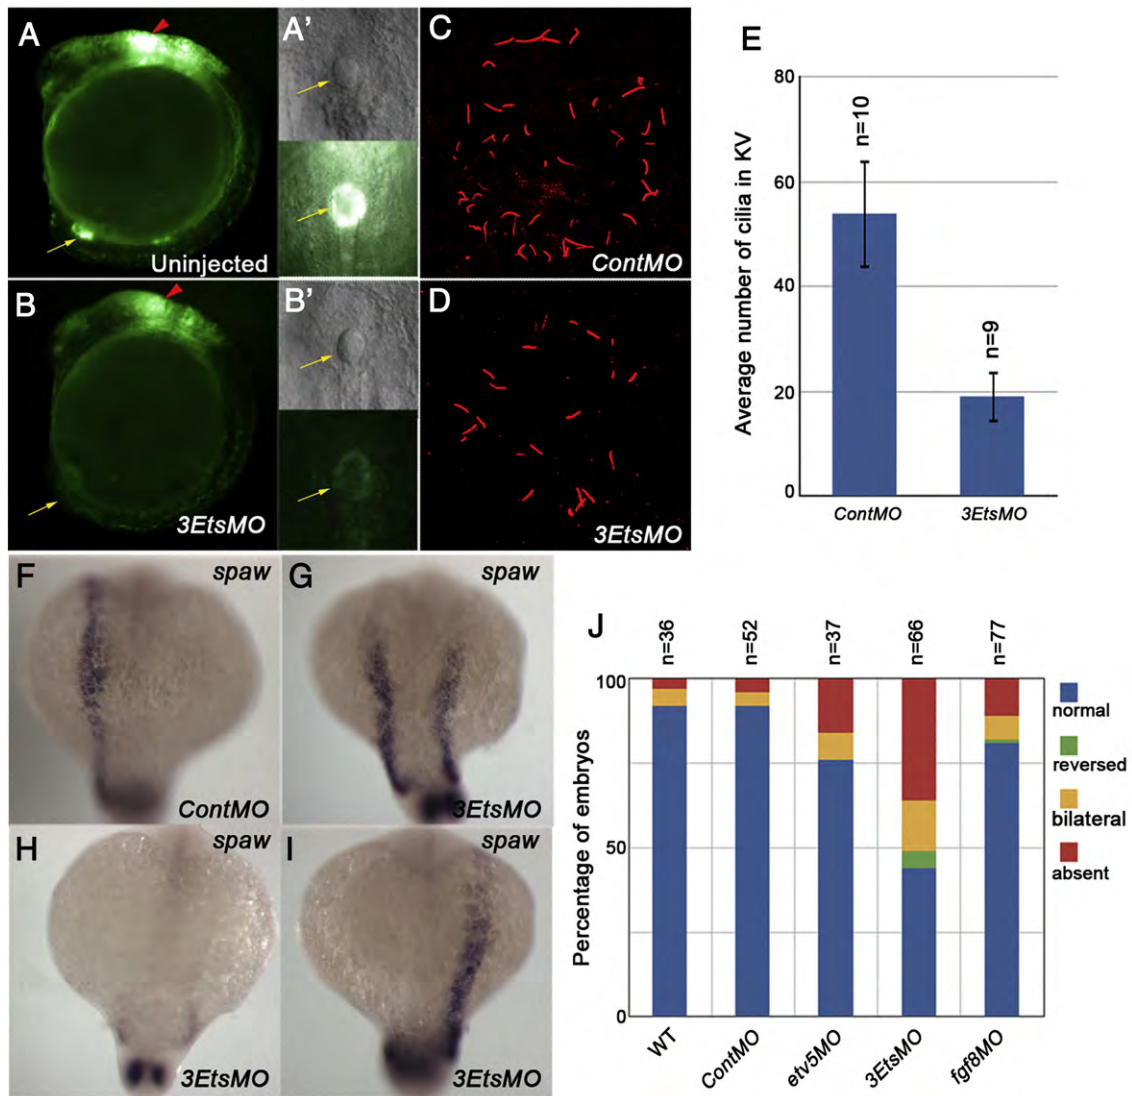 A
Uninjected
A'
B
3EtsMO
B'
C
ContMO
D
3EtsMO
E
Average number of cilia in KV
80
60
40
20
0
n=10
n=9
ContMO
3EtsMO
F
spaw
ContMO
G
spaw
3EtsMO
H
spaw
3EtsMO
I
spaw
3EtsMO
J
n=36
n=52
n=37
n=66
n=77
Percentage of embryos
100
50
0
WT
ContMO
etv5MO
3EtsMO
fgf8MO
normal
reversed
bilateral
absent